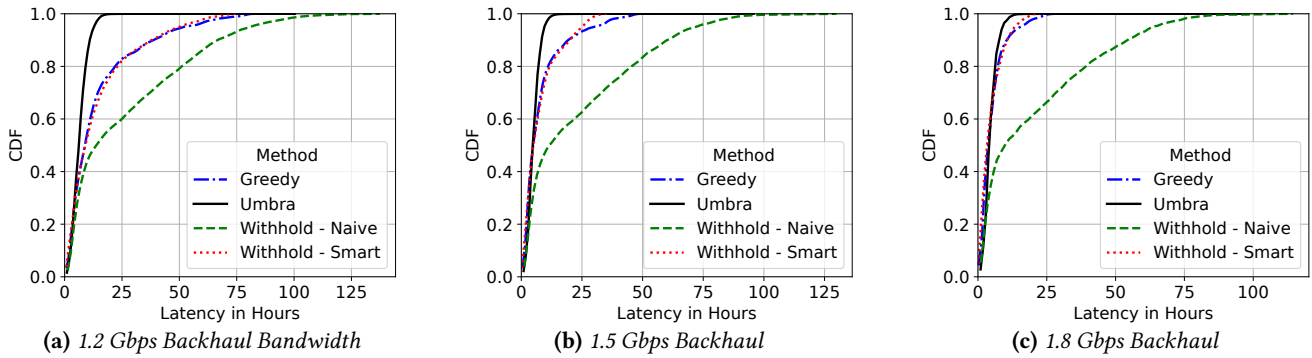 1.0
0.8
0.6
0.4
0.2
0.0
CDF
0 25 50 75 100 125
Latency in Hours
Method
Greedy
Umbra
Withhold - Naive
Withhold - Smart
(a) 1.2 Gbps Backhaul Bandwidth
1.0
0.8
0.6
0.4
0.2
0.0
CDF
0 25 50 75 100 125
Latency in Hours
Method
Greedy
Umbra
Withhold - Naive
Withhold - Smart
(b) 1.5 Gbps Backhaul
1.0
0.8
0.6
0.4
0.2
0.0
CDF
0 25 50 75 100
Latency in Hours
Method
Greedy
Umbra
Withhold - Naive
Withhold - Smart
(c) 1.8 Gbps Backhaul